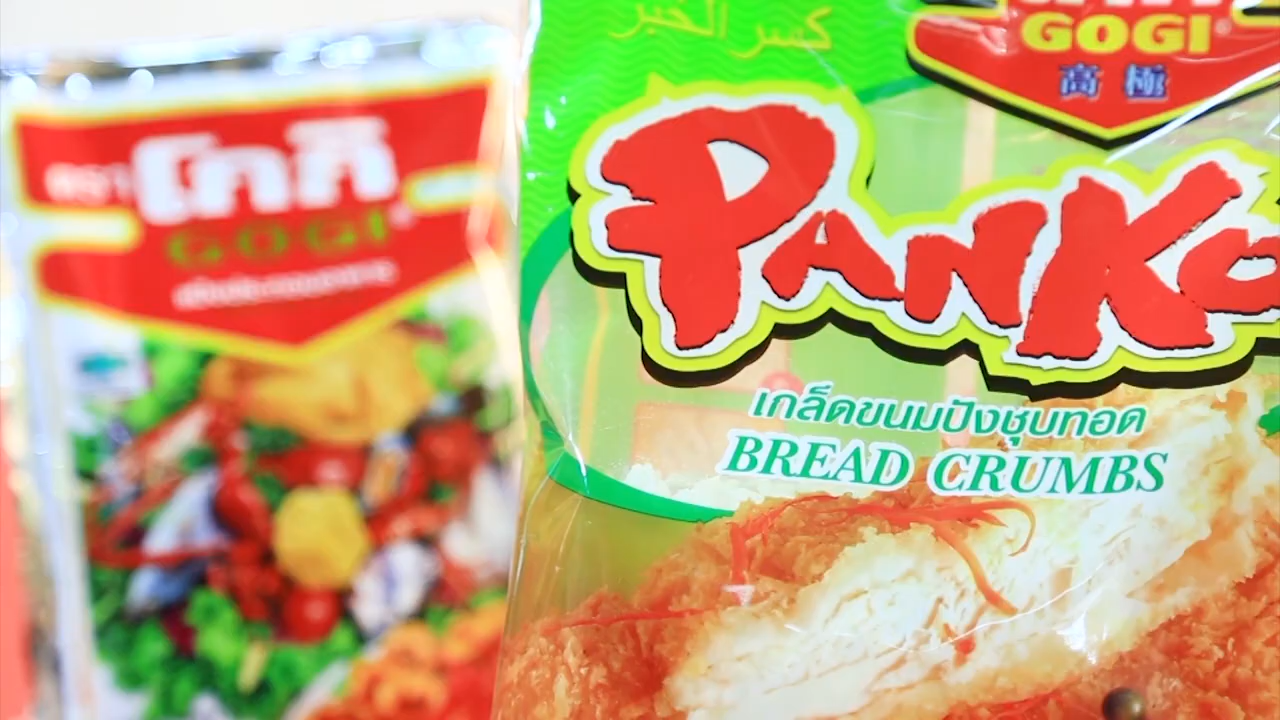 ตรา โกกิ
GOGI
كسر الخبز
GOGI
高極
PANKO
เกล็ดขนมปังชุบทอด
BREAD CRUMBS